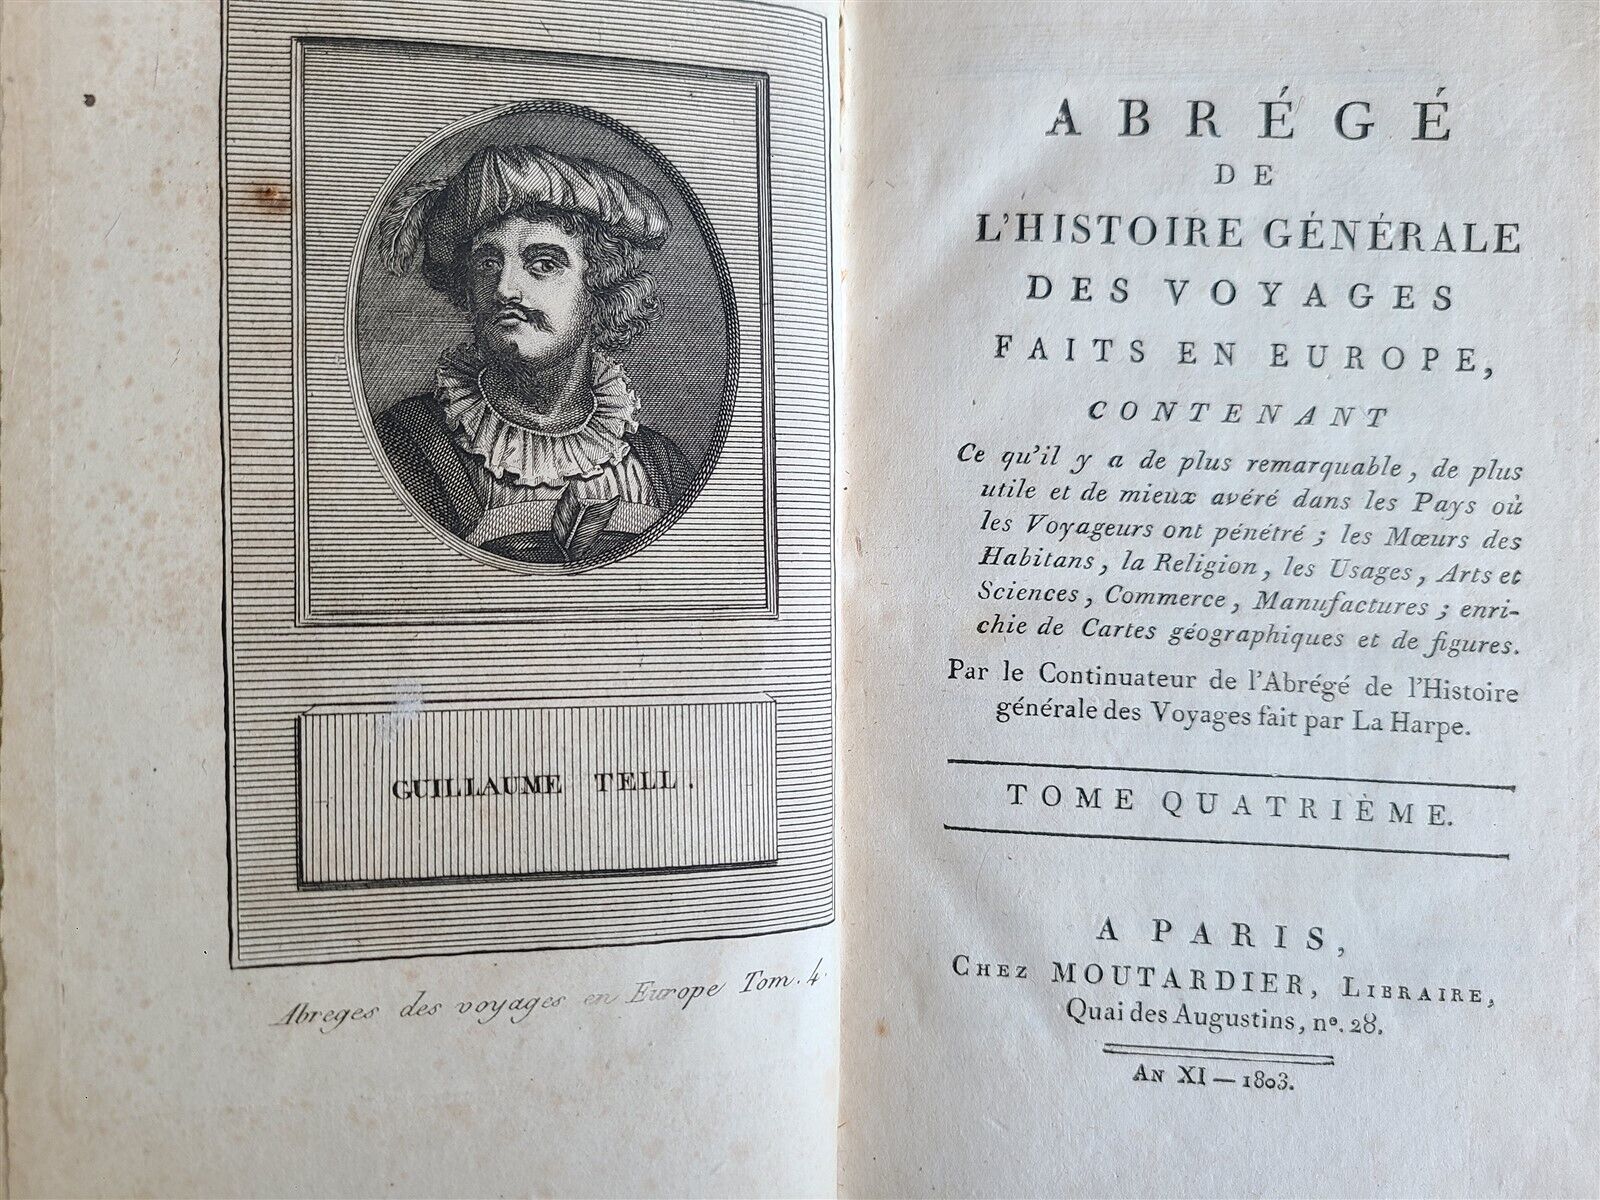 GUILLAUME TELL.
Abreges des voyages en Europe Tom. 4.
ABRÉGÉ
DE
L'HISTOIRE GÉNÉRALE
DES VOYAGES
FAITS EN EUROPE,
CONTENANT
Ce qu'il y a de plus remarquable, de plus
utile et de mieux avéré dans les Pays où
les Voyageurs ont pénétré ; les Mœurs des
Habitans, la Religion, les Usages, Arts et
Sciences, Commerce, Manufactures ; enri-
chie de Cartes géographiques et de figures.
Par le Continuateur de l'Abrégé de l'Histoire
générale des Voyages fait par La Harpe.
TOME QUATRIÈME.
A PARIS,
CHEZ MOUTARDIER, LIBRAIRE,
Quai des Augustins, nº. 28.
AN XI — 1803.